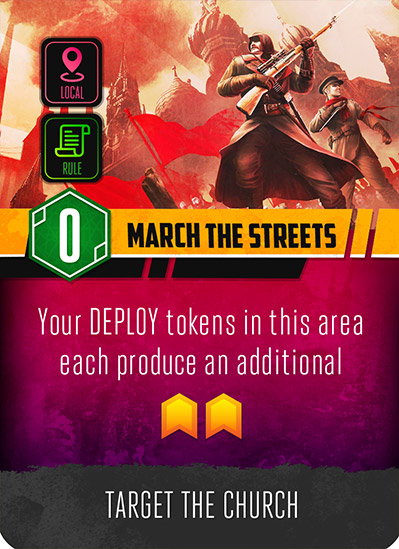 LOCAL
RULE
0
MARCH THE STREETS
Your DEPLOY tokens in this area
each produce an additional
TARGET THE CHURCH